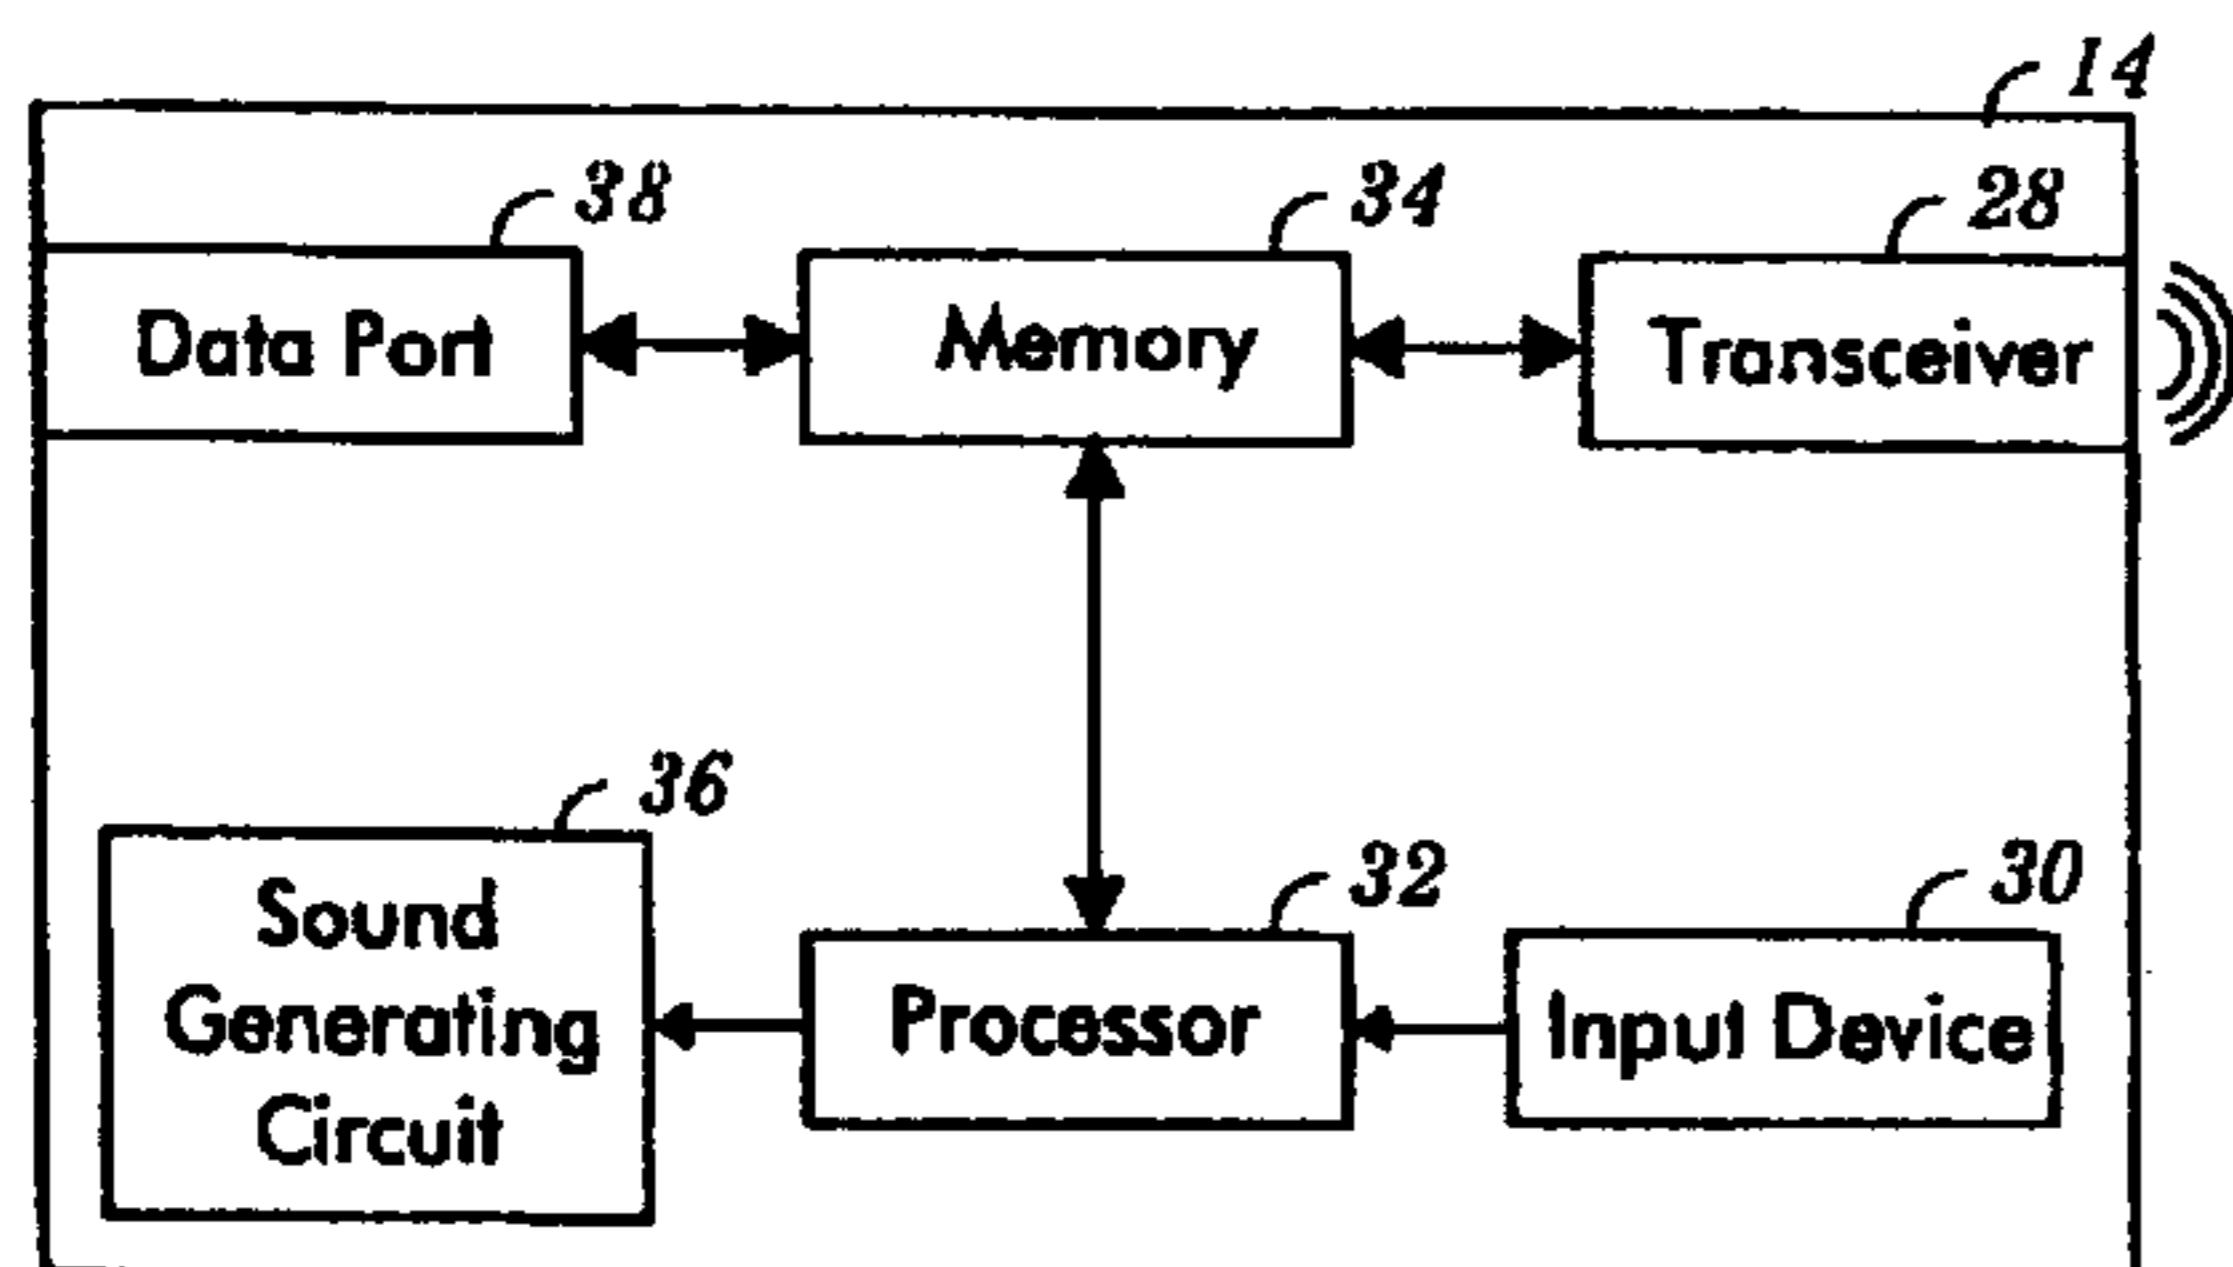 14
38
34
28
Data Port
Memory
Transceiver
36
Sound
Generating
Circuit
32
Processor
30
Input Device